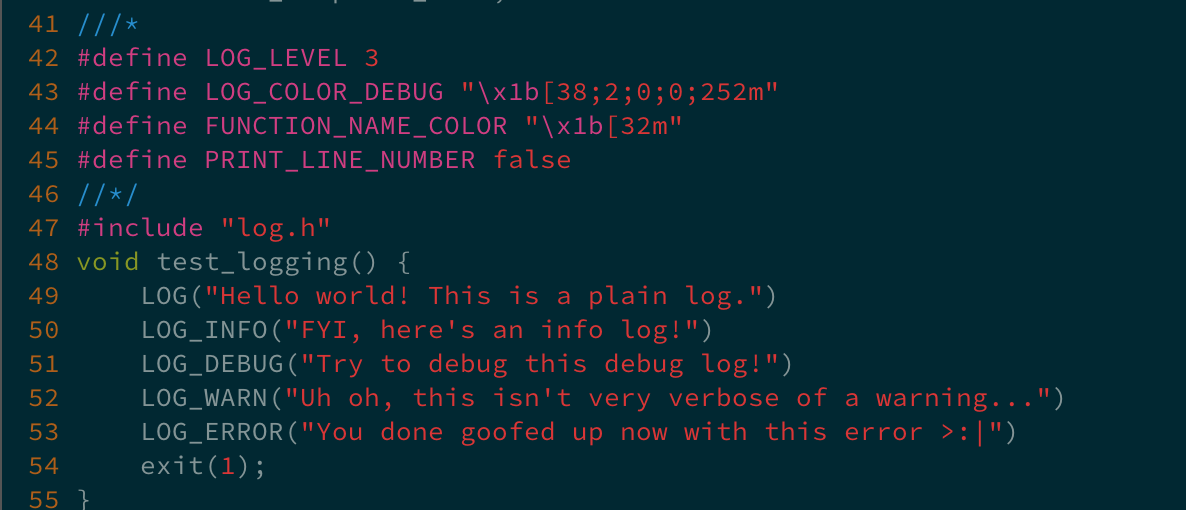 41 ///*
42 #define LOG_LEVEL 3
43 #define LOG_COLOR_DEBUG "\x1b[38;2;0;0;252m"
44 #define FUNCTION_NAME_COLOR "\x1b[32m"
45 #define PRINT_LINE_NUMBER false
46 //*/
47 #include "log.h"
48 void test_logging() {
49     LOG("Hello world! This is a plain log.")
50     LOG_INFO("FYI, here's an info log!")
51     LOG_DEBUG("Try to debug this debug log!")
52     LOG_WARN("Uh oh, this isn't very verbose of a warning...")
53     LOG_ERROR("You done goofed up now with this error >:|")
54     exit(1);
55 }